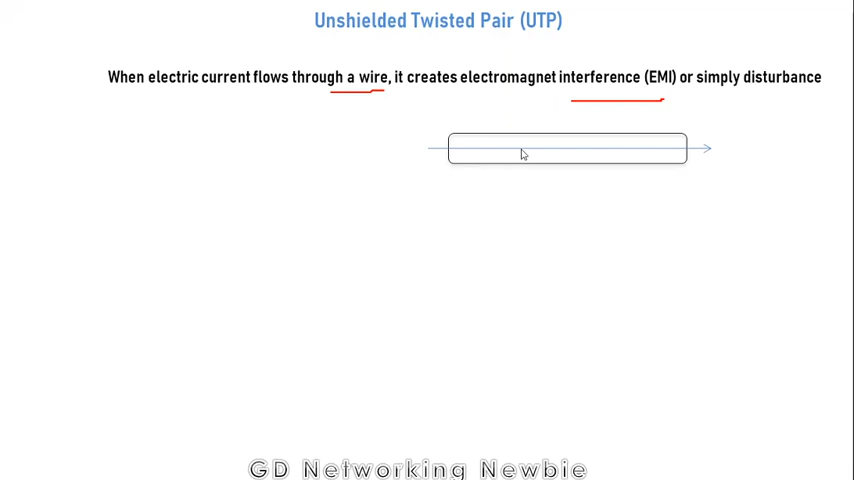 Unshielded Twisted Pair (UTP)
When electric current flows through a wire, it creates electromagnet interference (EMI) or simply disturbance
GD Networking Newbie